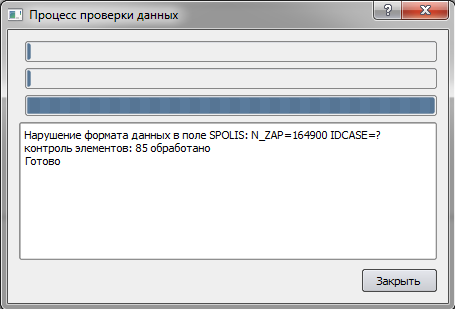 Процесс проверки данных
Нарушение формата данных в поле SPOLIS: N_ZAP=164900 IDCASE=?
контроль элементов: 85 обработано
Готово
Закрыть